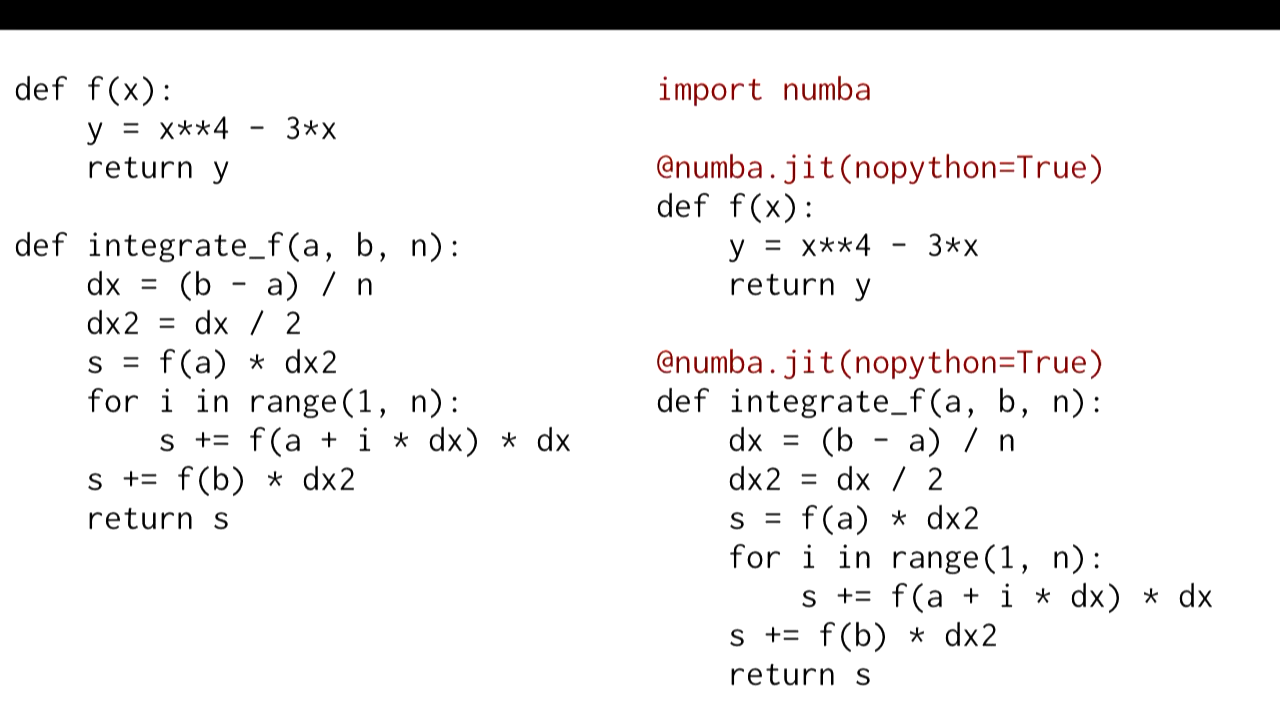 def f(x):
    y = x**4 - 3*x
    return y

def integrate_f(a, b, n):
    dx = (b - a) / n
    dx2 = dx / 2
    s = f(a) * dx2
    for i in range(1, n):
        s += f(a + i * dx) * dx
    s += f(b) * dx2
    return s

import numba

@numba.jit(nopython=True)
def f(x):
    y = x**4 - 3*x
    return y

@numba.jit(nopython=True)
def integrate_f(a, b, n):
    dx = (b - a) / n
    dx2 = dx / 2
    s = f(a) * dx2
    for i in range(1, n):
        s += f(a + i * dx) * dx
    s += f(b) * dx2
    return s